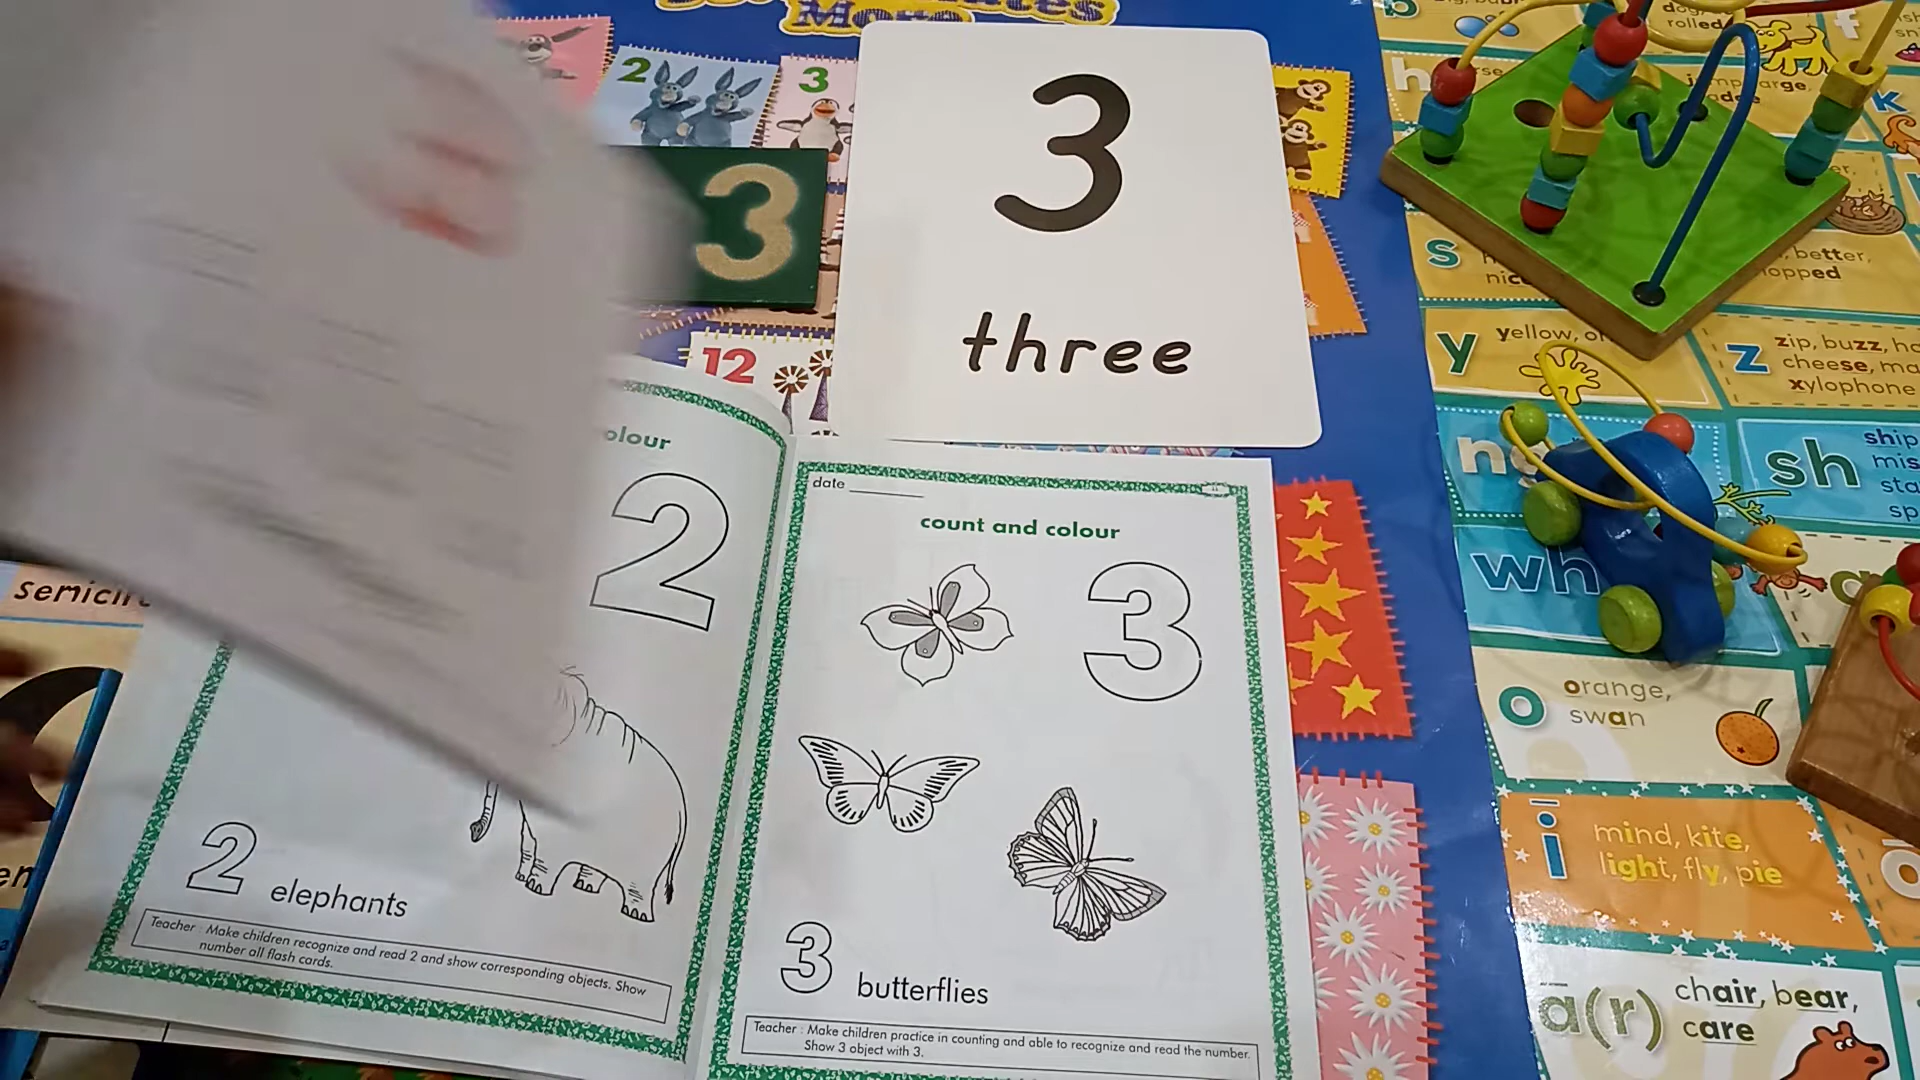 More
2
3
3
3
three
12
olour
2
2 elephants
Teacher : Make children recognize and read 2 and show corresponding objects. Show
number all flash cards.
date
count and colour
3
3 butterflies
Teacher : Make children practice in counting and able to recognize and read the number.
Show 3 object with 3.
b
rolled
f
h
k
s
better,
opped
y
yellow, or
z
zip, buzz,
cheese,
xylophone
sh
ship
wh
o
orange,
swan
i
mind, kite,
light, fly, pie
a(r)
chair, bear,
care